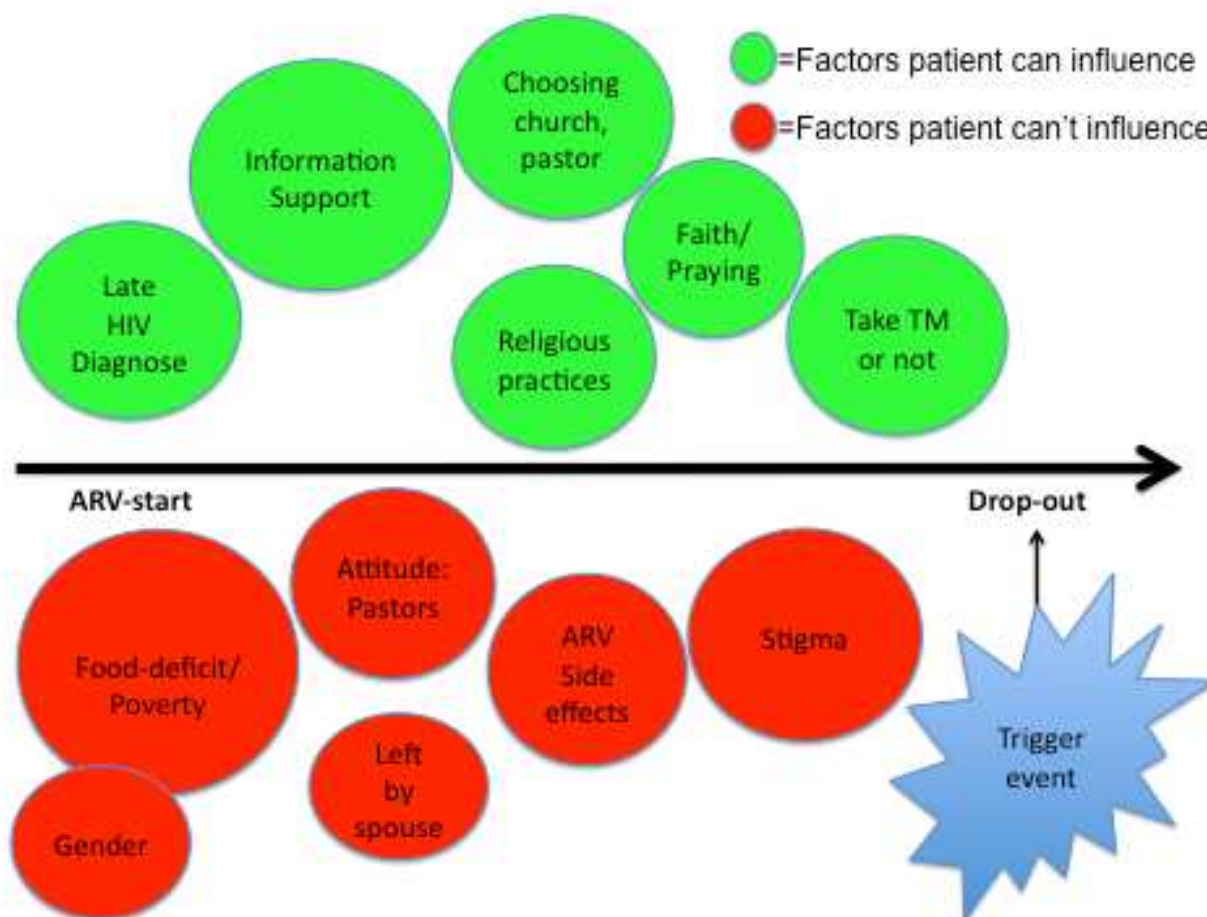 =Factors patient can influence
=Factors patient can't influence
Choosing
church,
pastor
Information
Support
Faith/
Praying
Late
HIV
Diagnose
Religious
practices
Take TM
or not
ARV-start
Drop-out
Attitude:
Pastors
Food-deficit/
Poverty
ARV
Side
effects
Stigma
Left
by
spouse
Gender
Trigger
event